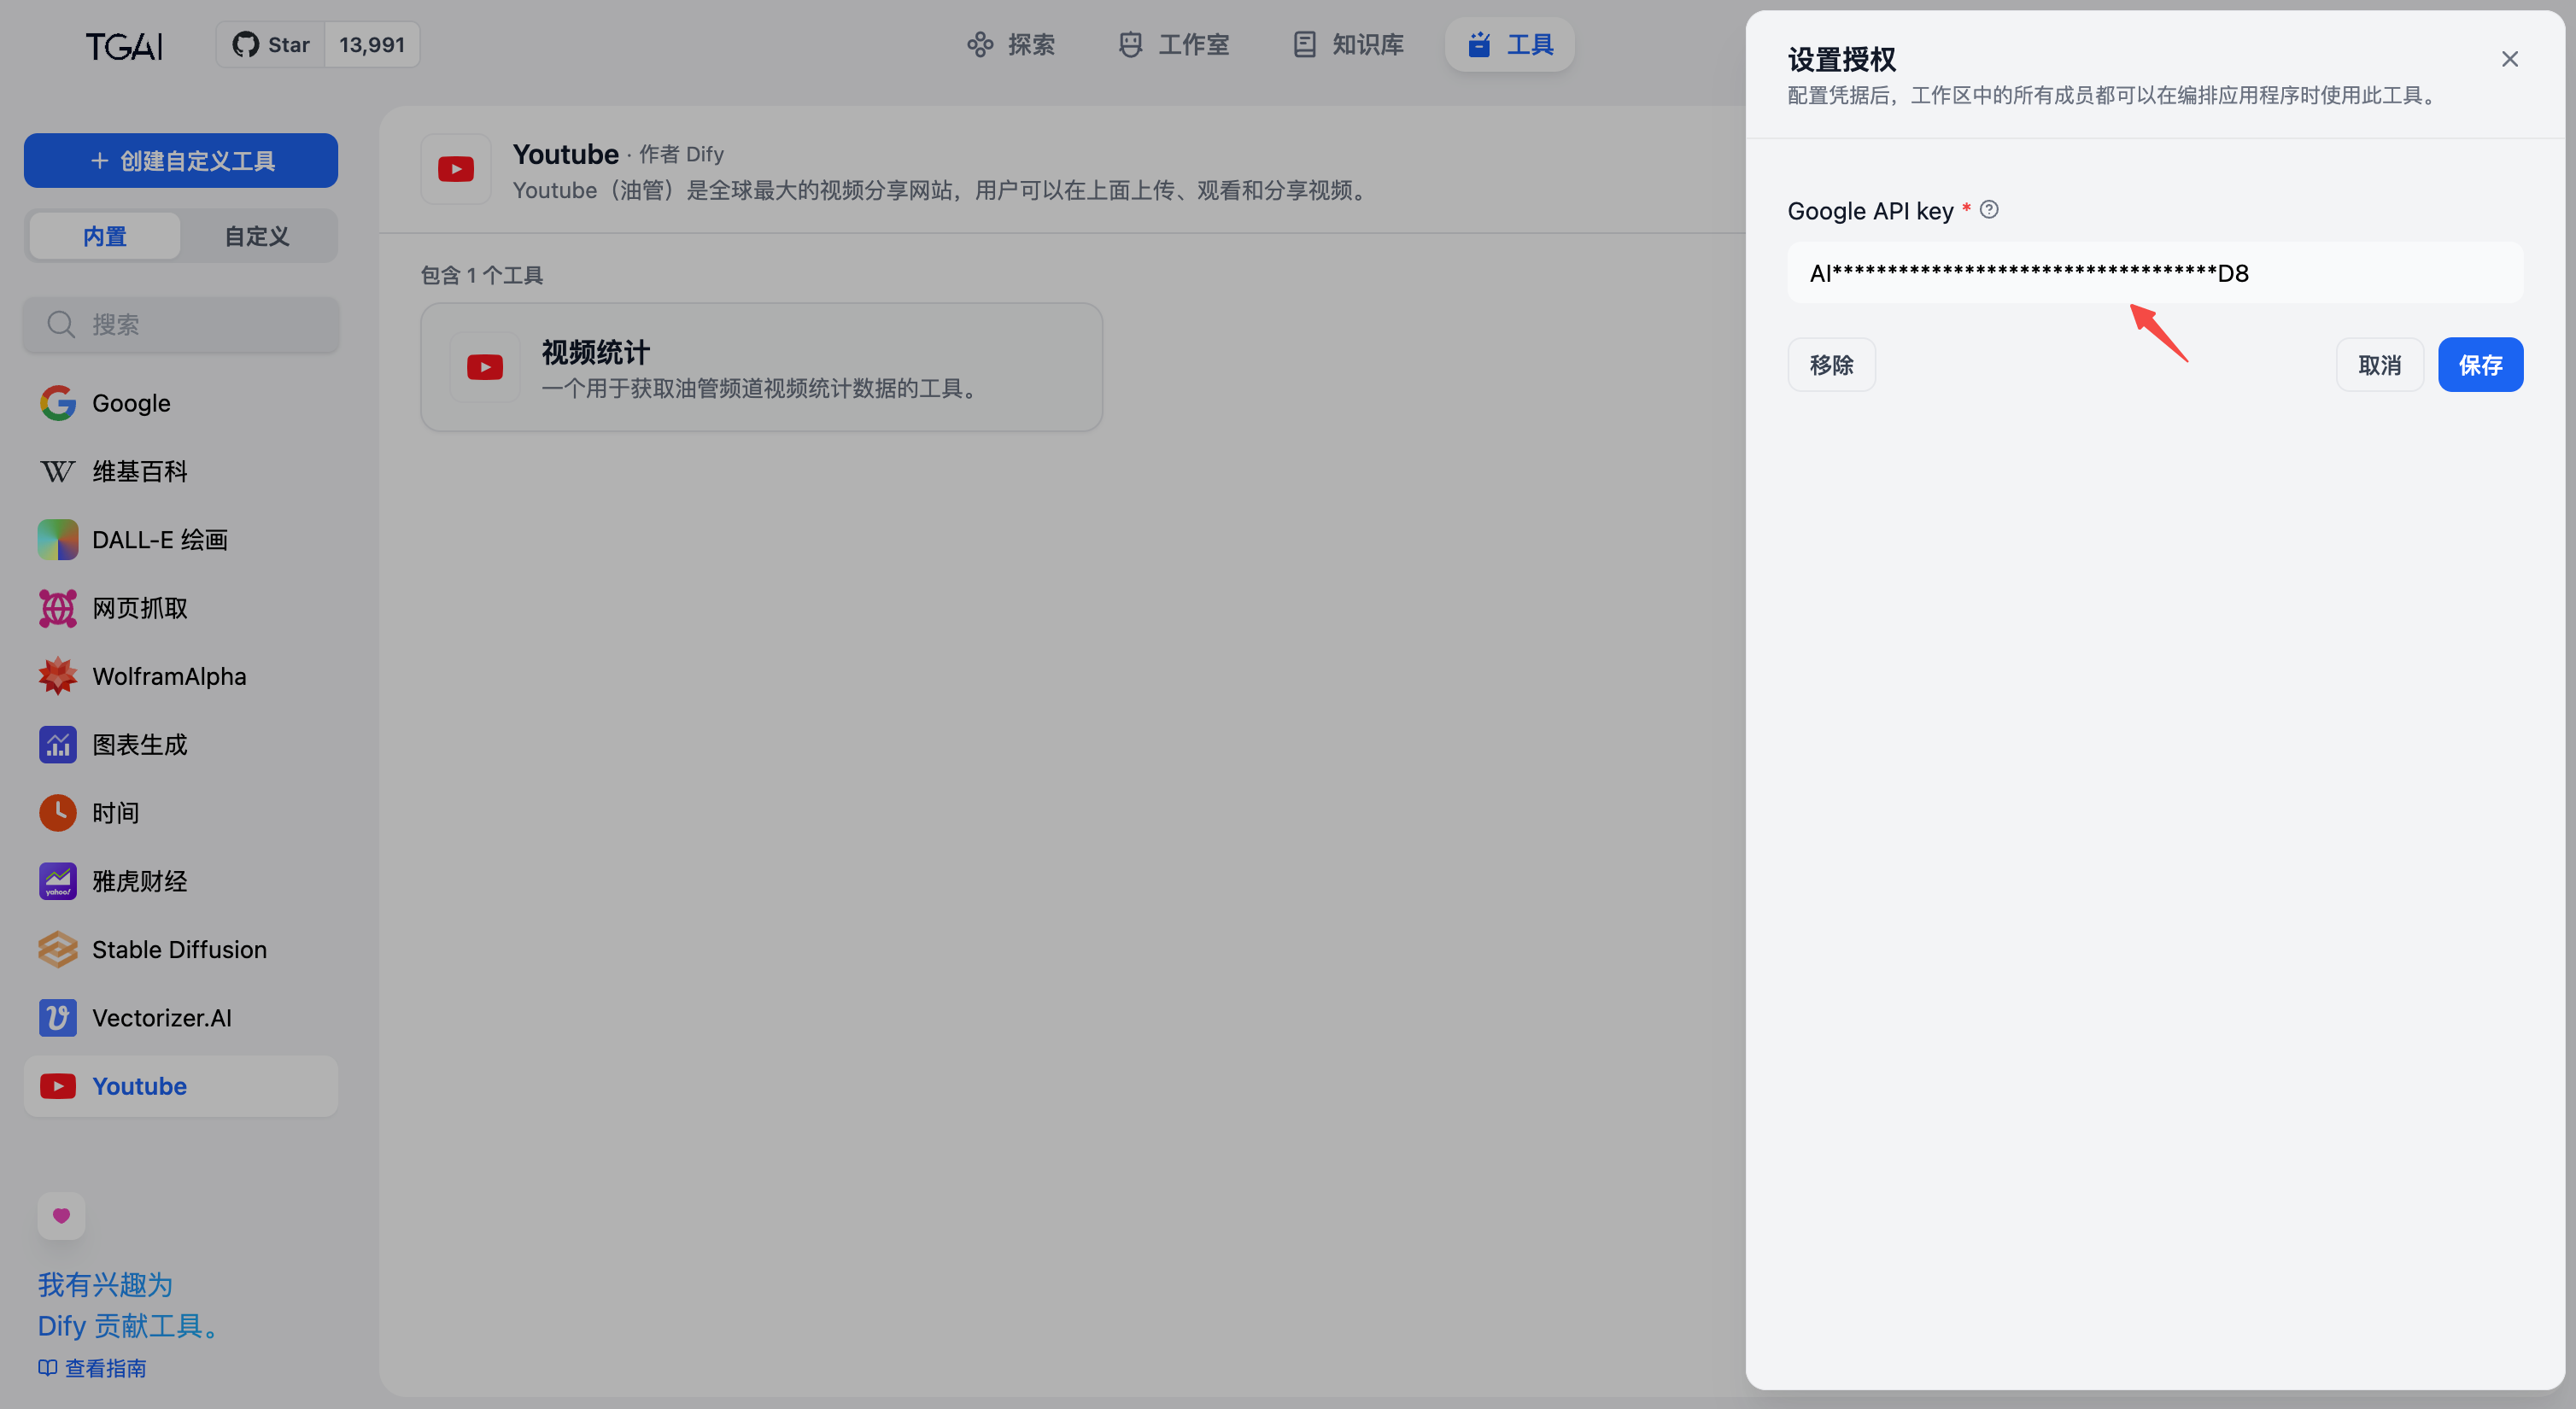 TGAI
Star 13,991
探索
工作室
知识库
工具
创建自定义工具
内置
自定义
搜索
Google
维基百科
DALL-E 绘画
网页抓取
WolframAlpha
图表生成
时间
yahoo!
雅虎财经
Stable Diffusion
Vectorizer.AI
Youtube
我有兴趣为
Dify 贡献工具。
查看指南
Youtube · 作者 Dify
Youtube（油管）是全球最大的视频分享网站，用户可以在上面上传、观看和分享视频。
包含 1 个工具
视频统计
一个用于获取油管频道视频统计数据的工具。
设置授权
配置凭据后，工作区中的所有成员都可以在编排应用程序时使用此工具。
Google API key *
AI***********************************D8
移除
取消
保存